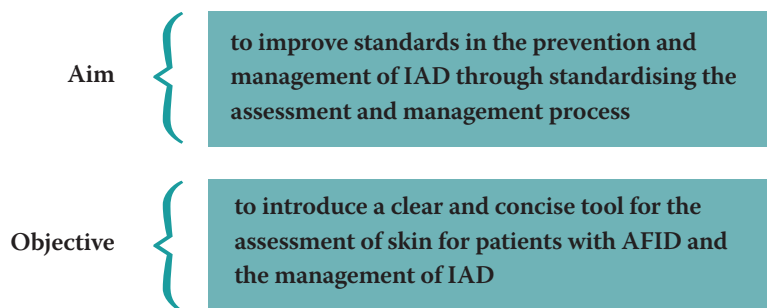 Aim
to improve standards in the prevention and
management of IAD through standardising the
assessment and management process
Objective
to introduce a clear and concise tool for the
assessment of skin for patients with AFID and
the management of IAD